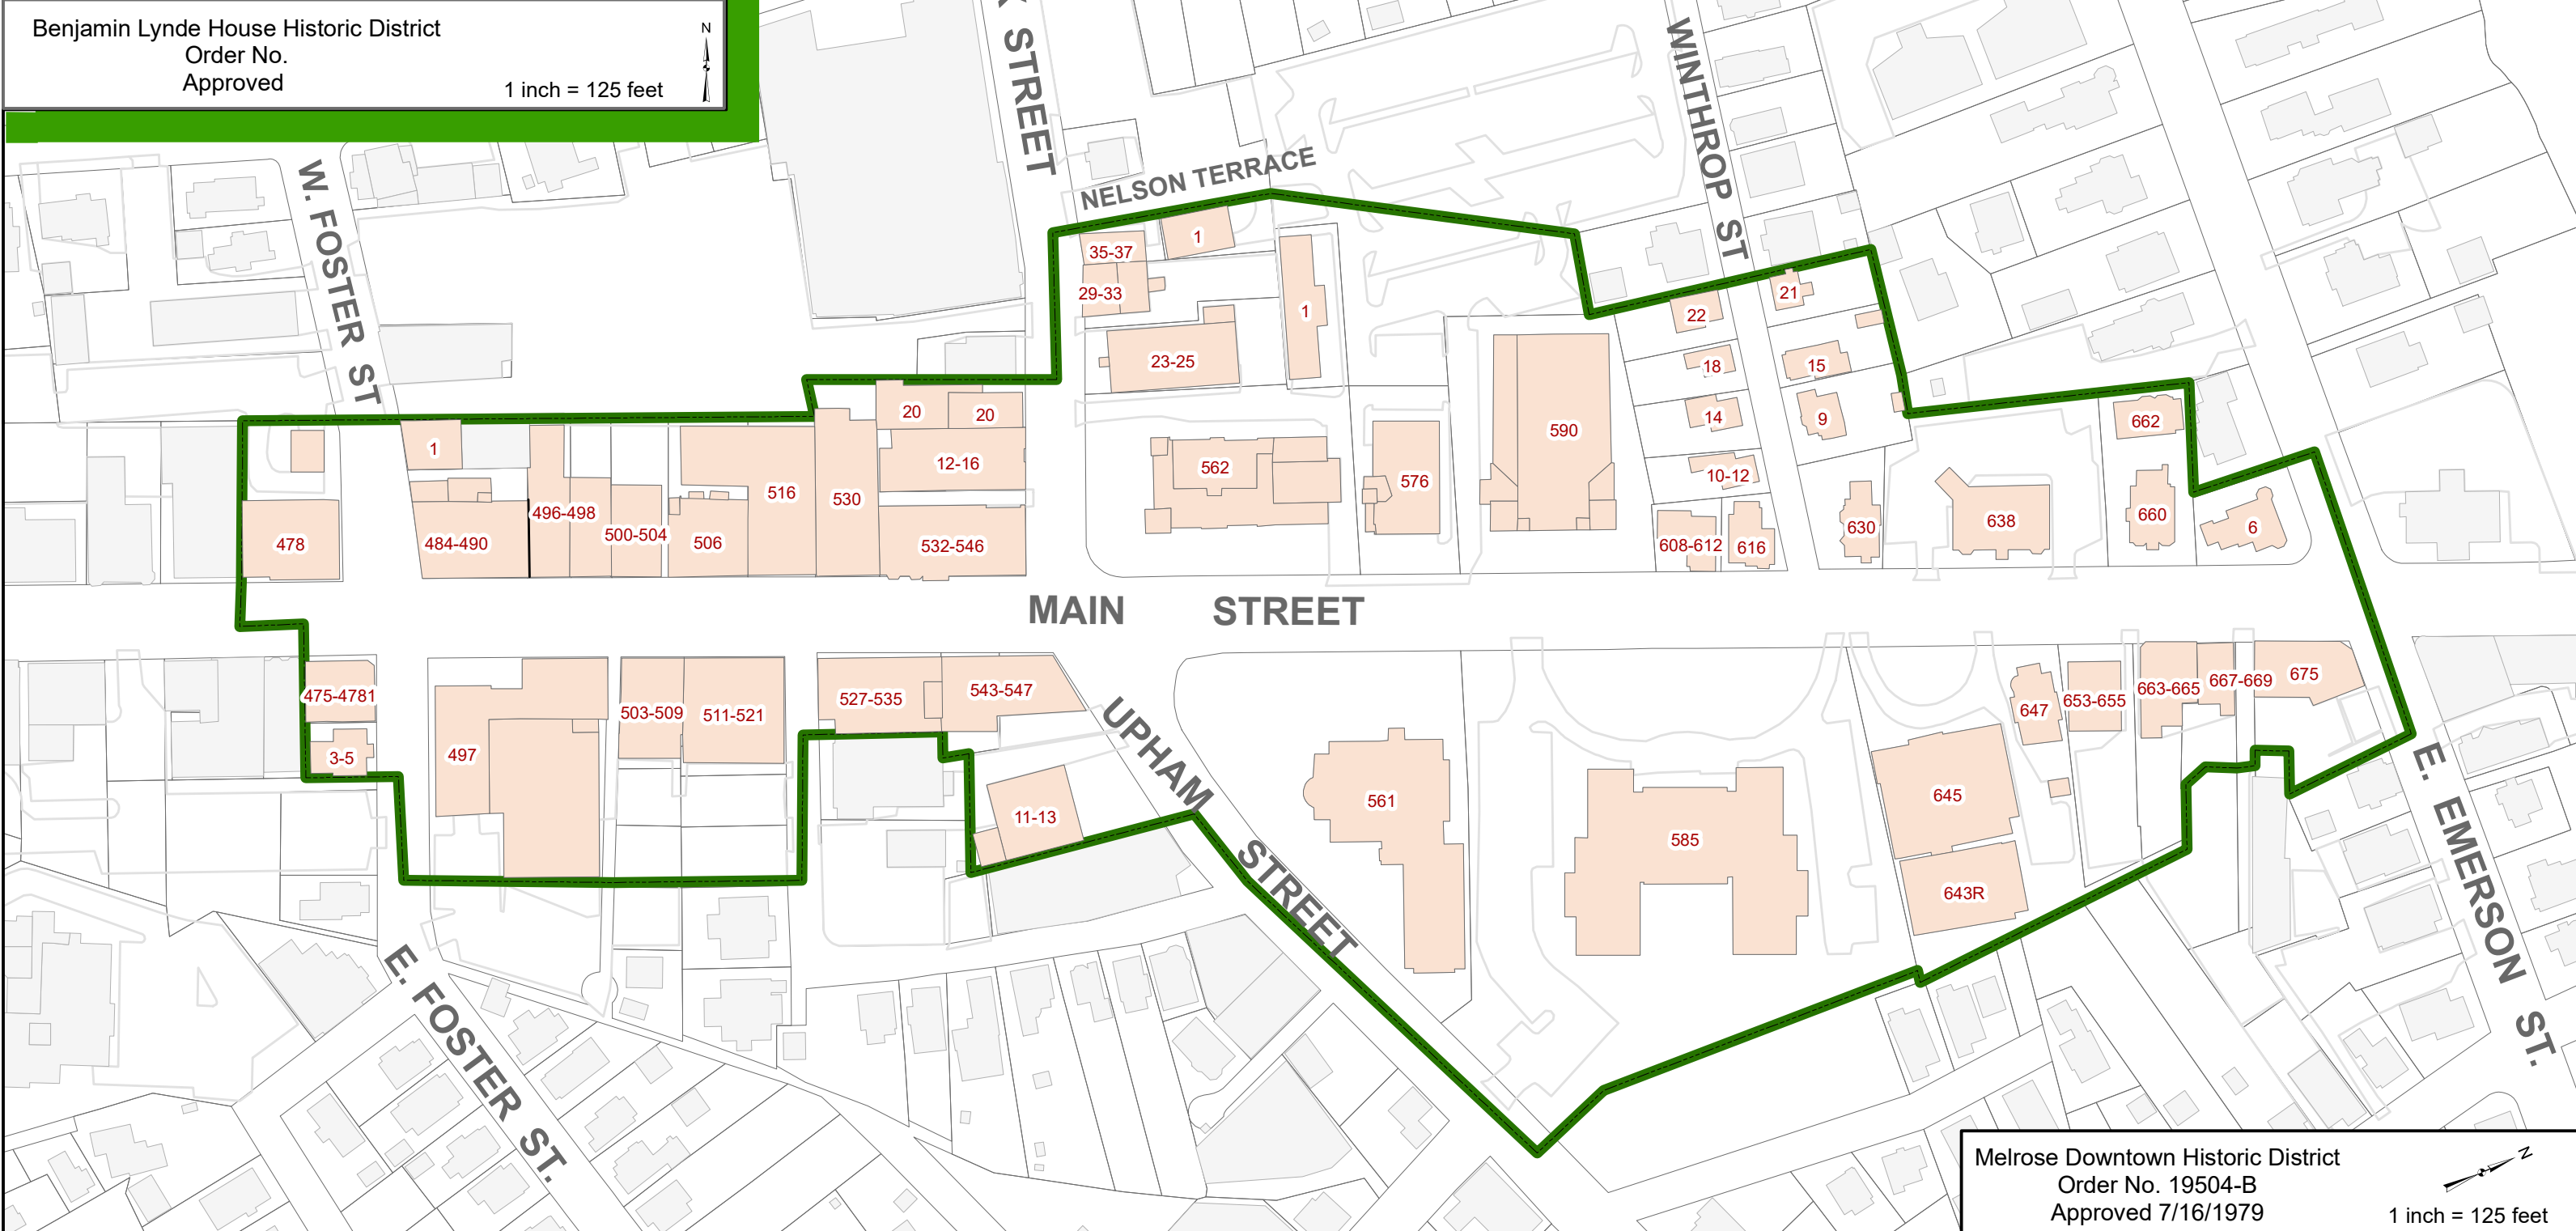 Benjamin Lynde House Historic District
Order No.
Approved
1 inch = 125 feet
N
STREET
W. FOSTER ST
NELSON TERRACE
WINTHROP ST
35-37
1
29-33
1
23-25
22
21
18
15
14
9
10-12
20
20
12-16
1
562
576
590
662
478
484-490
496-498
500-504
506
516
530
532-546
608-612
616
630
638
660
6
MAIN STREET
475-4781
3-5
497
503-509
511-521
527-535
543-547
11-13
UPHAM STREET
561
585
645
643R
647
653-655
663-665
667-669
675
E. FOSTER ST.
E. EMERSON ST.
Melrose Downtown Historic District
Order No. 19504-B
Approved 7/16/1979
1 inch = 125 feet
N